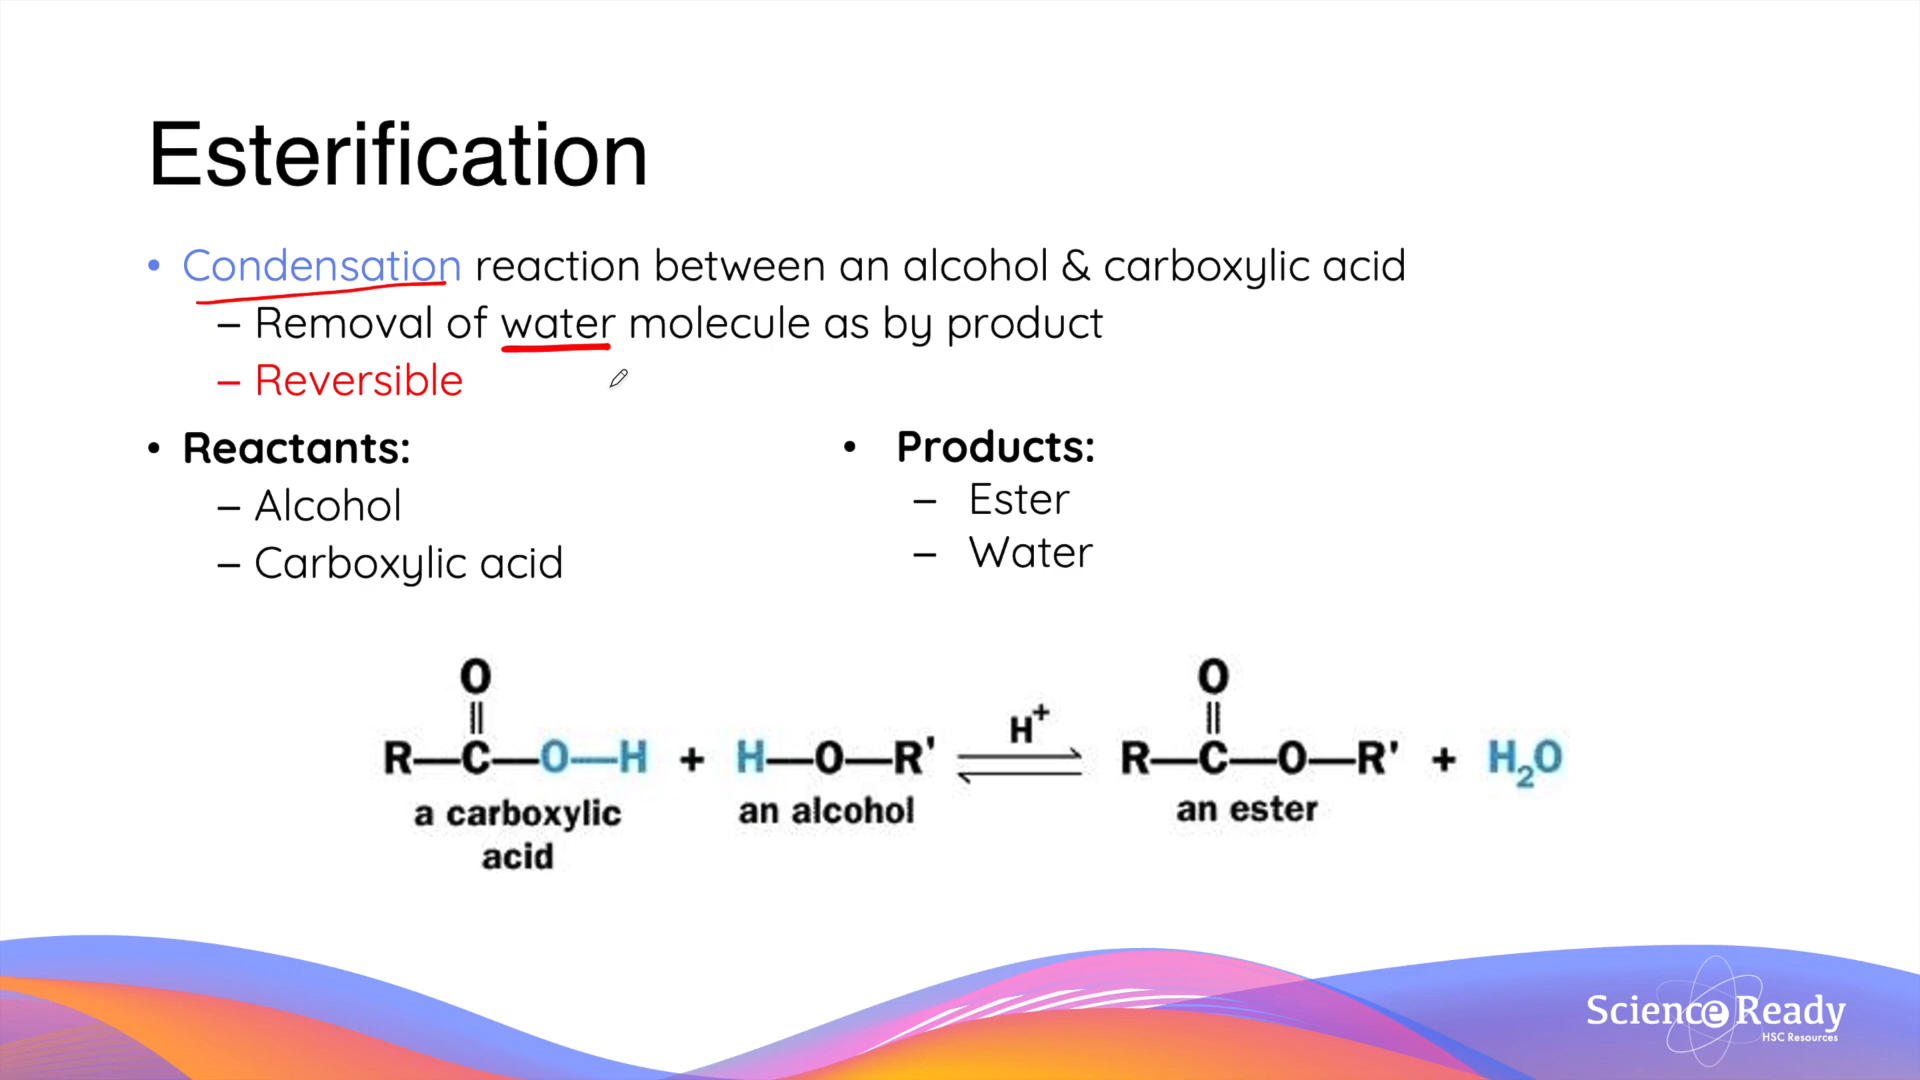 Esterification
• Condensation reaction between an alcohol & carboxylic acid
– Removal of water molecule as by product
– Reversible
• Reactants:
– Alcohol
– Carboxylic acid
• Products:
– Ester
– Water
O
||
R—C—O—H + H—O—R' ⇌ R—C—O—R' + H₂O
H⁺
O
||
a carboxylic acid
an alcohol
an ester
Science Ready
HSC Resources